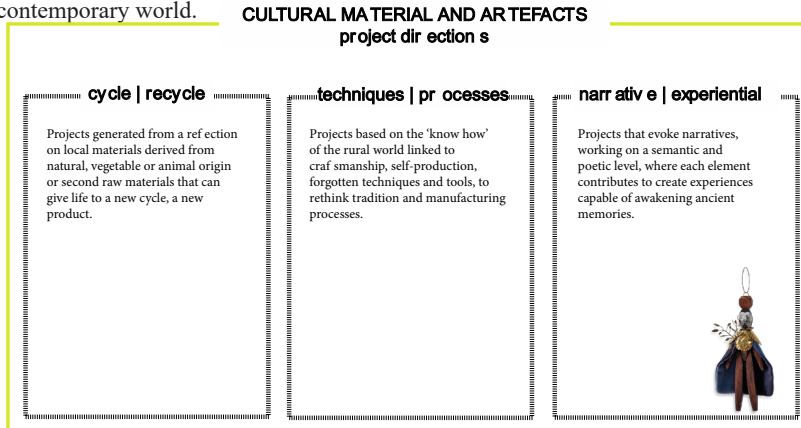 contemporary world.
CULTURAL MATERIAL AND ARTEFACTS
project dir ection s
cycle | recycle
Projects generated from a ref ection
on local materials derived from
natural, vegetable or animal origin
or second raw materials that can
give life to a new cycle, a new
product.
techniques | pr ocesses
Projects based on the ‘know how’
of the rural world linked to
craf smanship, self-production,
forgotten techniques and tools, to
rethink tradition and manufacturing
processes.
narr ativ e | experiential
Projects that evoke narratives,
working on a semantic and
poetic level, where each element
contributes to create experiences
capable of awakening ancient
memories.